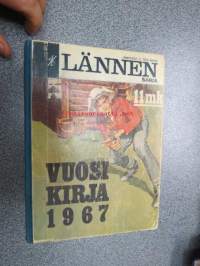 LÄNNEN
SARJA
VUOSI
KIRJA
1967